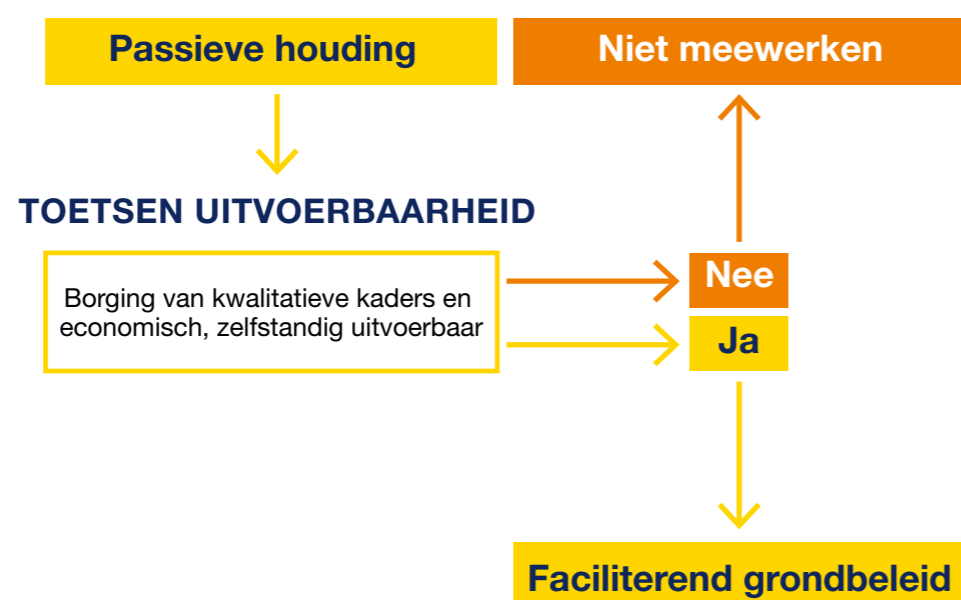 Passieve houding
Niet meewerken
TOETSEN UITVOERBAARHEID
Borging van kwalitatieve kaders en
economisch, zelfstandig uitvoerbaar
Nee
Ja
Faciliterend grondbeleid